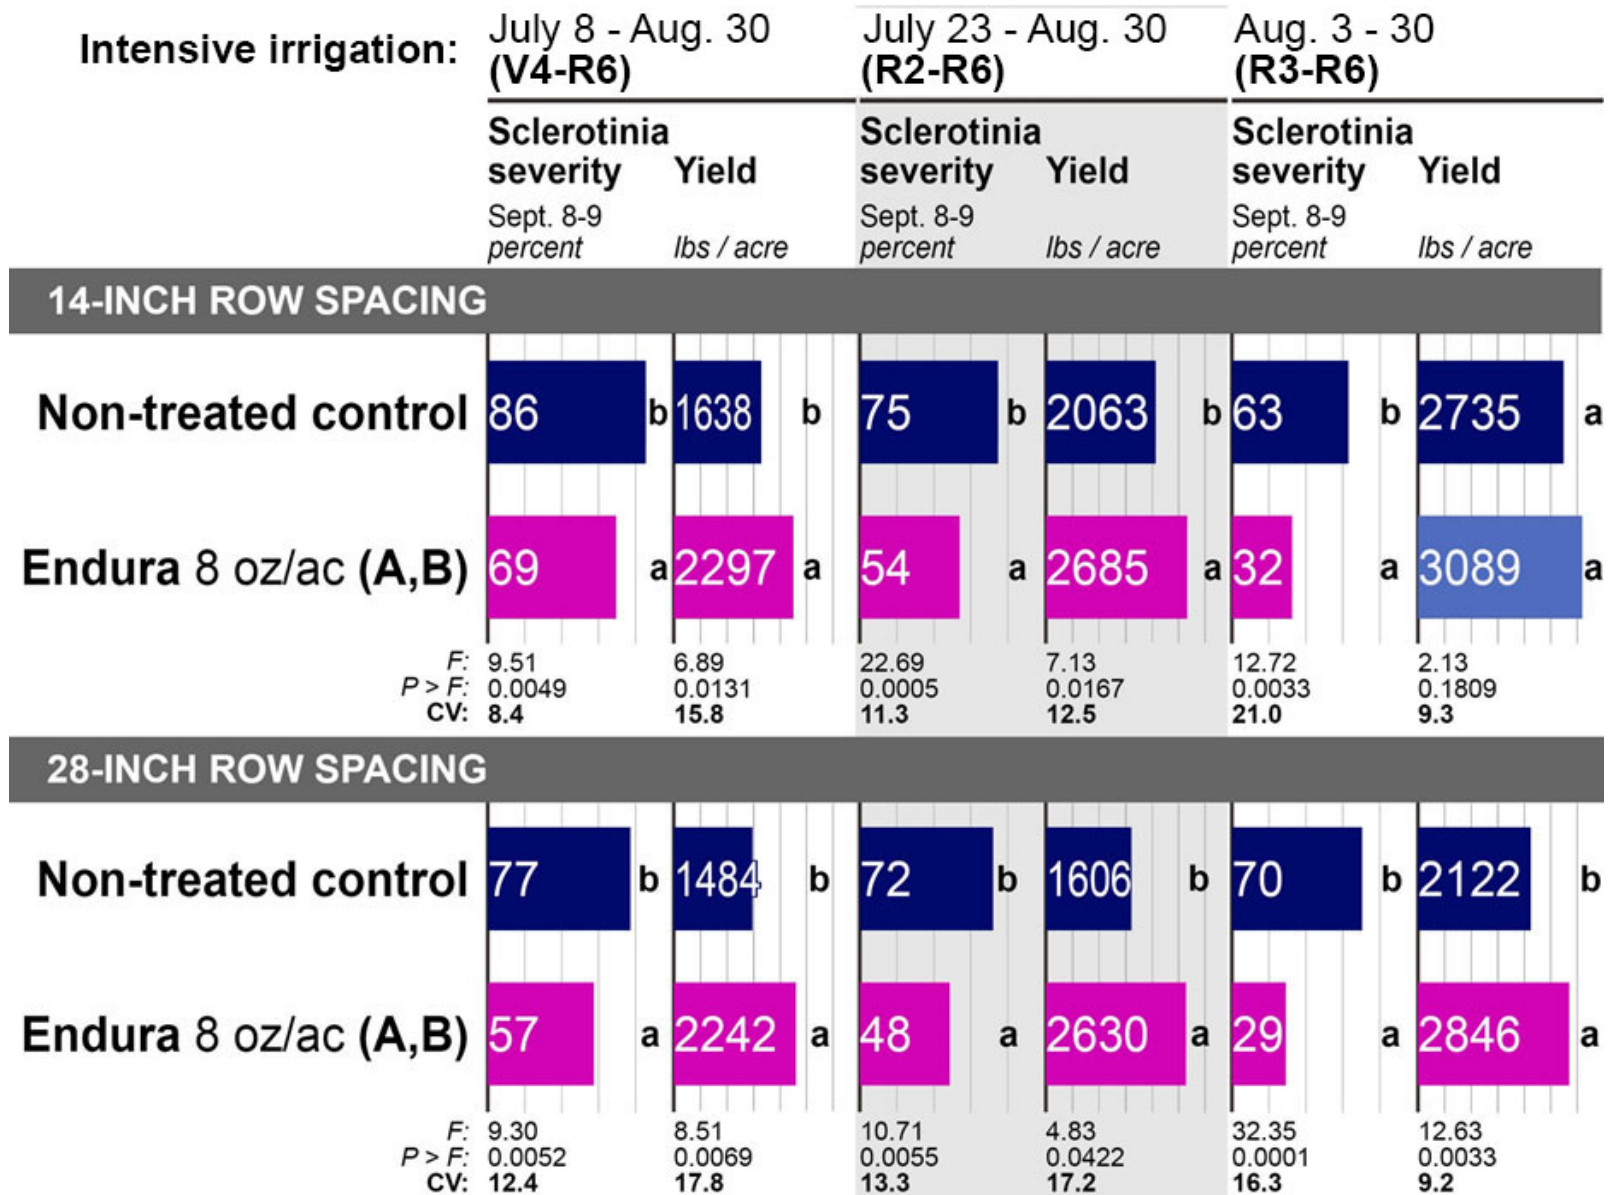 Intensive irrigation:
July 8 - Aug. 30 July 23 - Aug. 30 Aug. 3 - 30
(V4-R6) (R2-R6) (R3-R6)
Sclerotinia Sclerotinia Sclerotinia
severity Yield severity Yield severity Yield
Sept. 8-9 Sept. 8-9 Sept. 8-9
percent lbs / acre percent lbs / acre percent lbs / acre
14-INCH ROW SPACING
Non-treated control 86 b 1638 b 75 b 2063 b 63 b 2735 a
Endura 8 oz/ac (A,B) 69 a 2297 a 54 a 2685 a 32 a 3089 a
F: 9.51 6.89 22.69 7.13 12.72 2.13
P > F: 0.0049 0.0131 0.0005 0.0167 0.0033 0.1809
CV: 8.4 15.8 11.3 12.5 21.0 9.3
28-INCH ROW SPACING
Non-treated control 77 b 1484 b 72 b 1606 b 70 b 2122 b
Endura 8 oz/ac (A,B) 57 a 2242 a 48 a 2630 a 29 a 2846 a
F: 9.30 8.51 10.71 4.83 32.35 12.63
P > F: 0.0052 0.0069 0.0055 0.0422 0.0001 0.0033
CV: 12.4 17.8 13.3 17.2 16.3 9.2